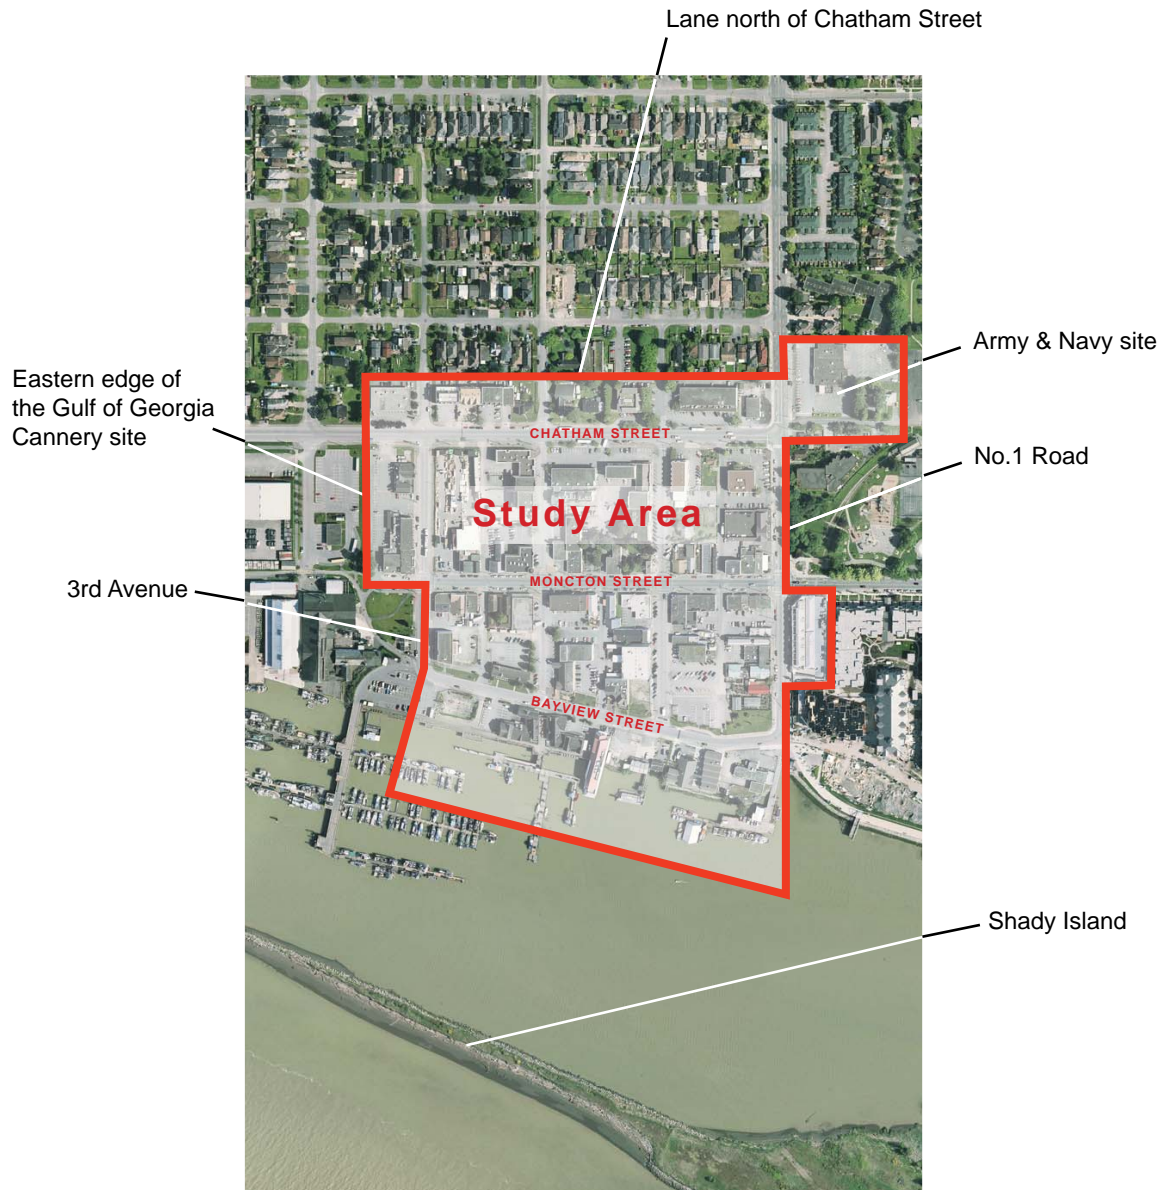 Lane north of Chatham Street
Army & Navy site
Eastern edge of
the Gulf of Georgia
Cannery site
CHATHAM STREET
No.1 Road
Study Area
MONCTON STREET
3rd Avenue
BAYVIEW STREET
Shady Island